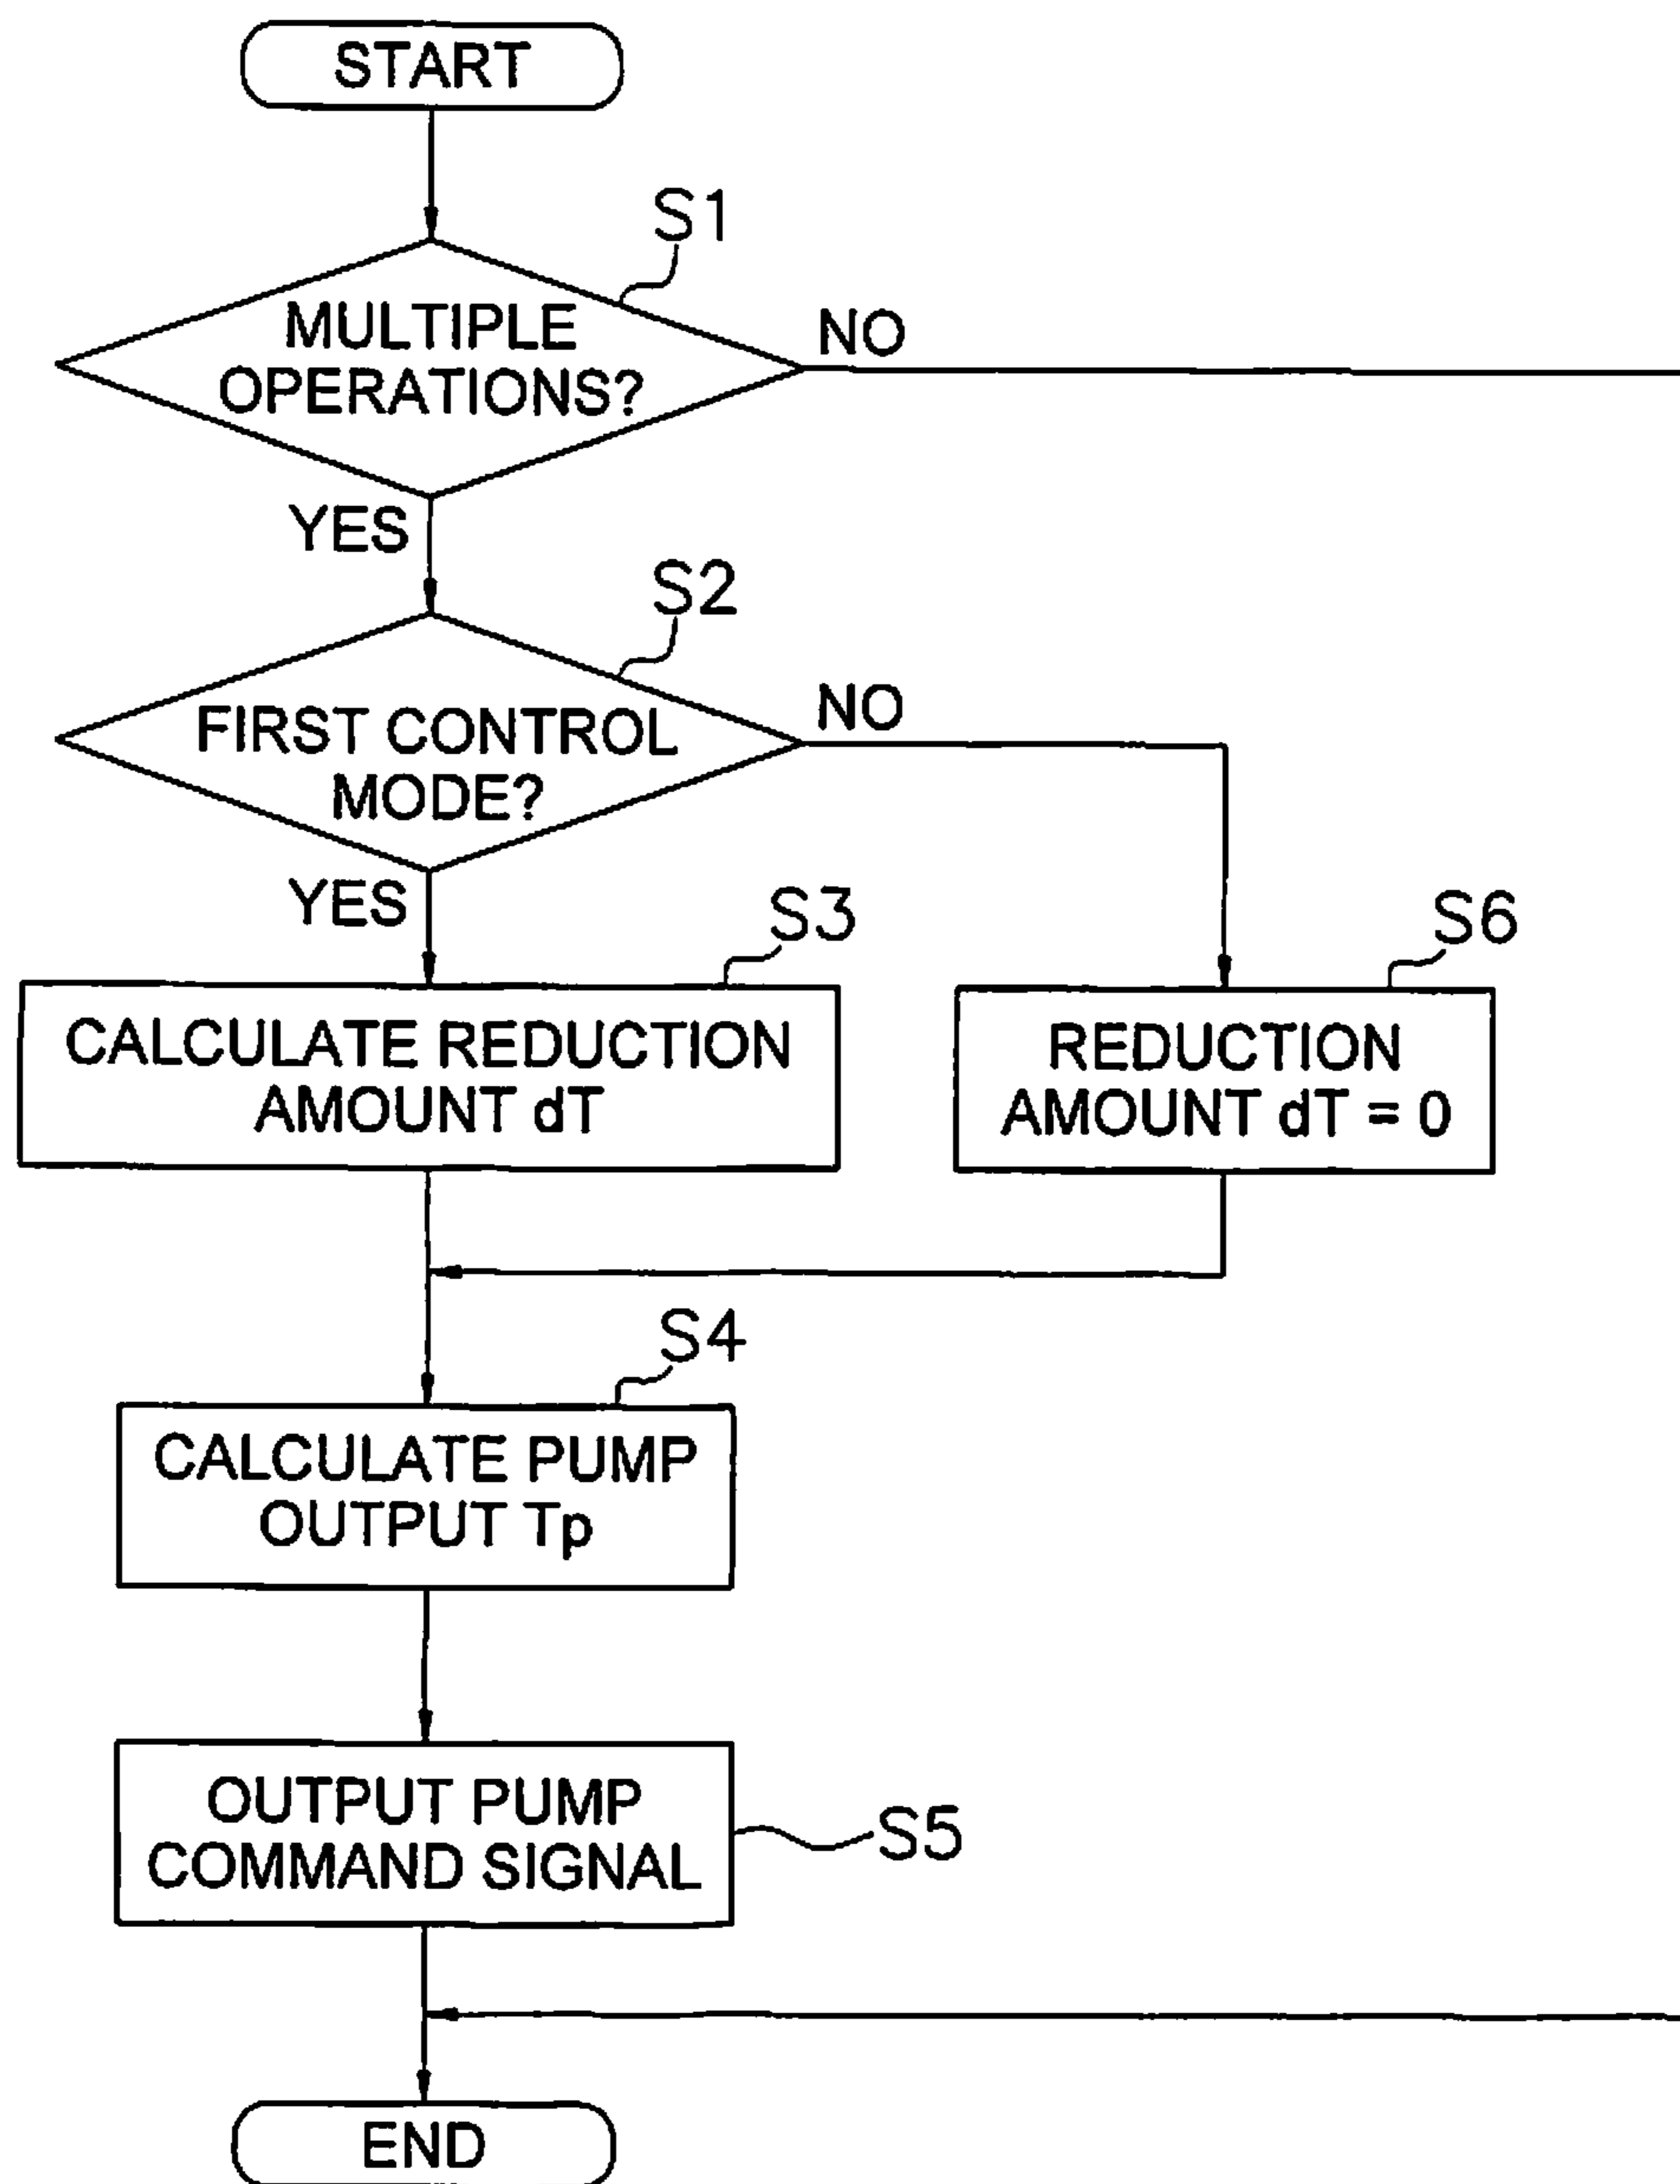 START
S1
MULTIPLE
OPERATIONS?
NO
YES
S2
FIRST CONTROL
MODE?
NO
YES
S3
CALCULATE REDUCTION
AMOUNT dT
S6
REDUCTION
AMOUNT dT = 0
S4
CALCULATE PUMP
OUTPUT Tp
OUTPUT PUMP
COMMAND SIGNAL
S5
END